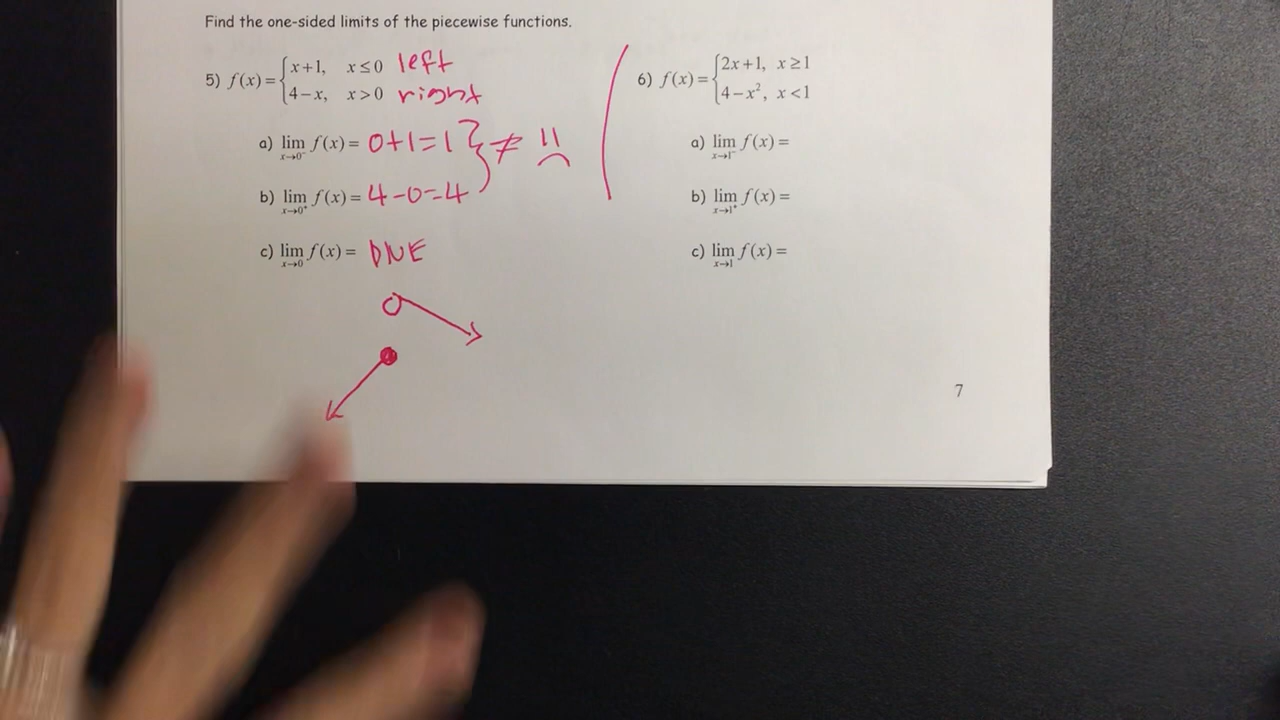 Find the one-sided limits of the piecewise functions.
5) f(x) = { x+1, x≤0 left
4−x, x>0 right
a) lim x→0⁻ f(x) = 0+1=1 } ≠
b) lim x→0⁺ f(x) = 4-0=4
c) lim x→0 f(x) = DNE
6) f(x) = { 2x+1, x≥1
4−x², x<1
a) lim x→1⁻ f(x) =
b) lim x→1⁺ f(x) =
c) lim x→1 f(x) =
7